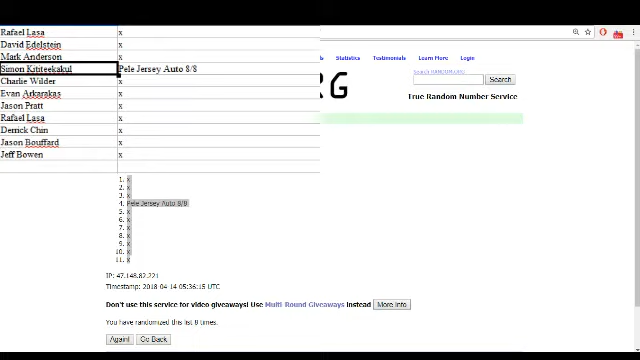 Rafael Lasa x
David Edelstein x
Mark Anderson x
Simon Kititeekakul Pele Jersey Auto 8/8
Charlie Wilder x
Evan Arkarakas x
Jason Pratt x
Rafael Lasa x
Derrick Chin x
Jason Bouffard x
Jeff Bowen x
Statistics Testimonials Learn More Login
Search RANDOM.ORG
Search
RG
True Random Number Service
1. x
2. x
3. x
4. Pele Jersey Auto 8/8
5. x
6. x
7. x
8. x
9. x
10. x
11. x
IP: 47.148.82.221
Timestamp: 2018-04-14 05:36:15 UTC
Don't use this service for video giveaways! Use Multi-Round Giveaways instead More Info
You have randomized this list 8 times.
Again! Go Back